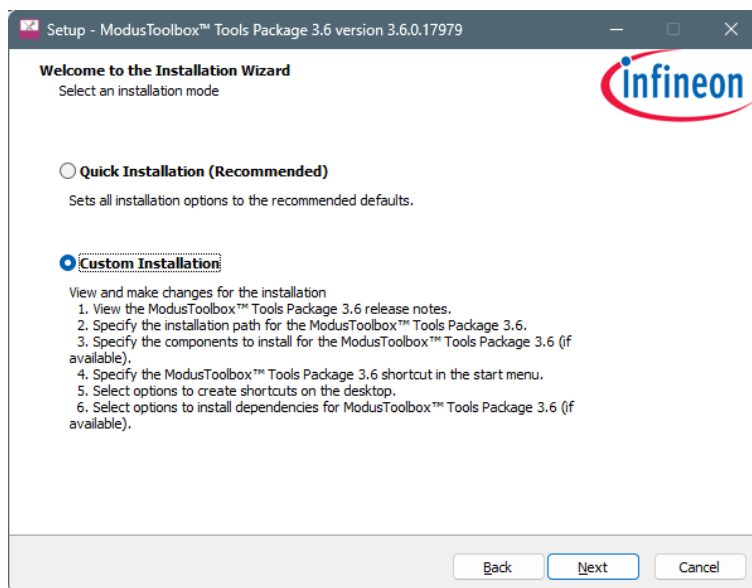 Setup - ModusToolbox™ Tools Package 3.6 version 3.6.0.17979
Welcome to the Installation Wizard
Select an installation mode
infineon
Quick Installation (Recommended)
Sets all installation options to the recommended defaults.
Custom Installation
View and make changes for the installation
1. View the ModusToolbox™ Tools Package 3.6 release notes.
2. Specify the installation path for the ModusToolbox™ Tools Package 3.6.
3. Specify the components to install for the ModusToolbox™ Tools Package 3.6 (if
available).
4. Specify the ModusToolbox™ Tools Package 3.6 shortcut in the start menu.
5. Select options to create shortcuts on the desktop.
6. Select options to install dependencies for ModusToolbox™ Tools Package 3.6 (if
available).
Back Next Cancel